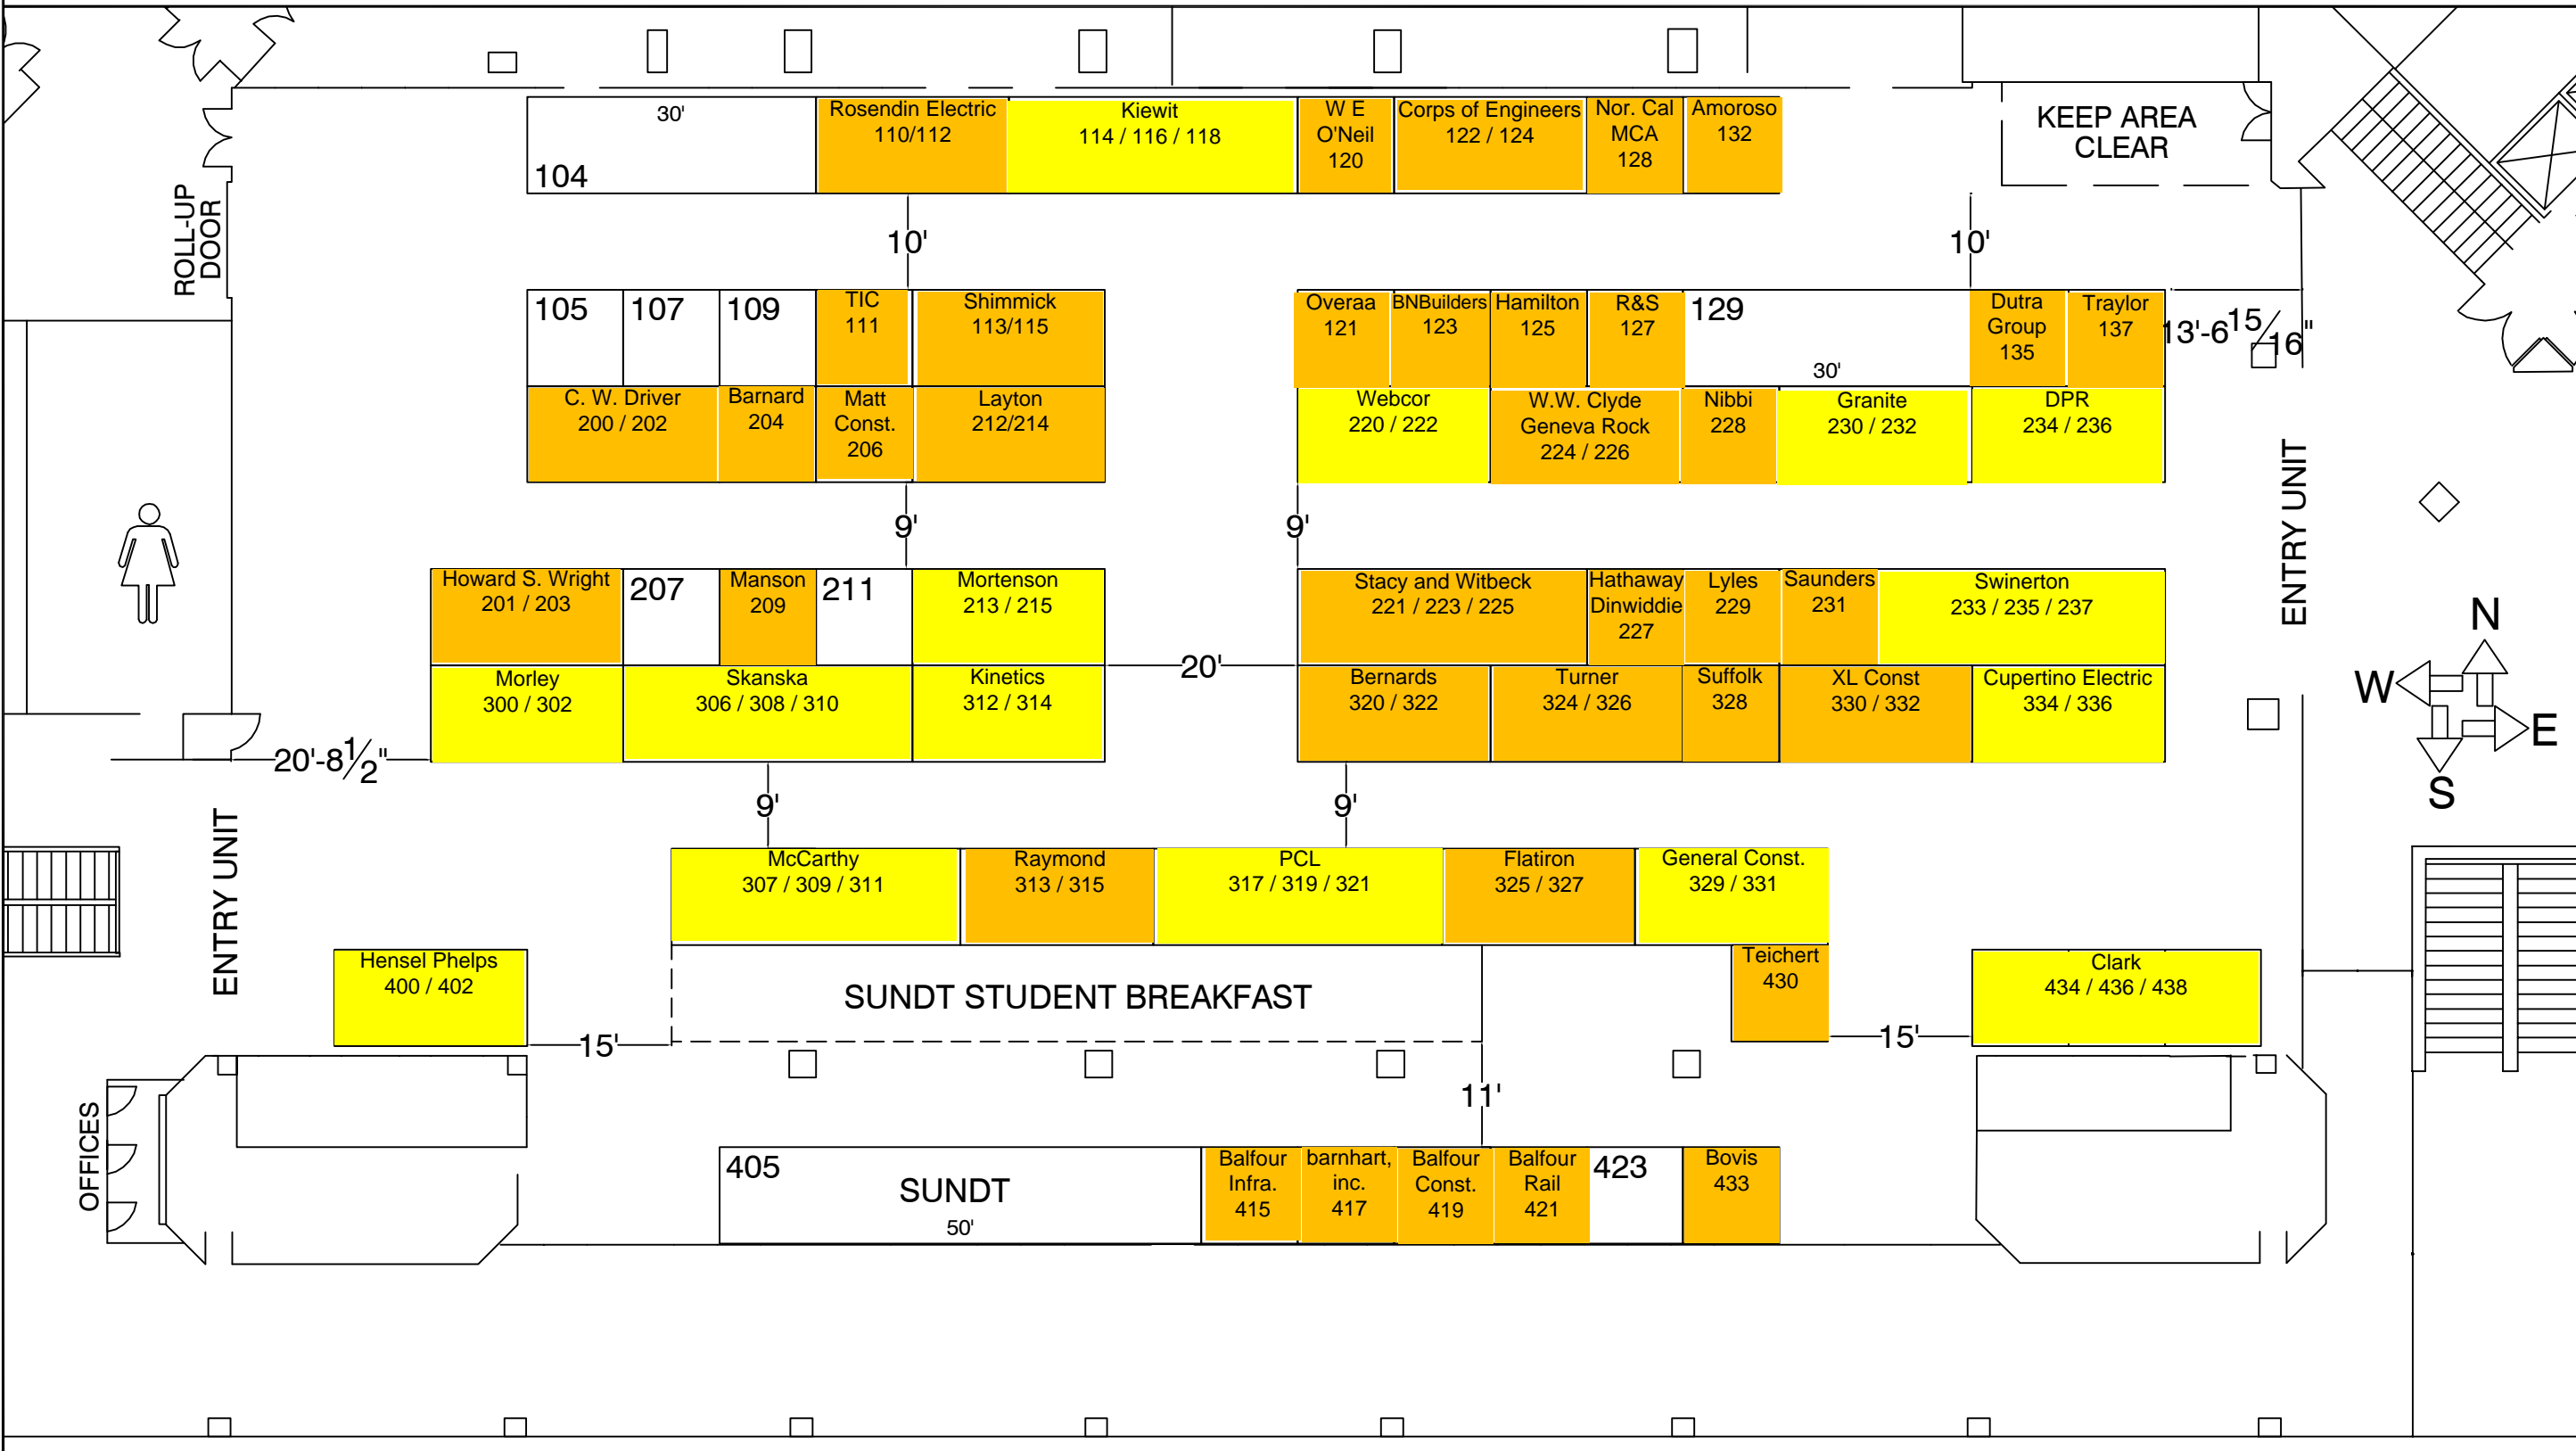 30'
104
Rosendin Electric
110/112
Kiewit
114 / 116 / 118
W E
O'Neil
120
Corps of Engineers
122 / 124
Nor. Cal
MCA
128
Amoroso
132
KEEP AREA
CLEAR
ROLL-UP
DOOR
10'
10'
105
107
109
TIC
111
Shimmick
113/115
Overaa
121
BNBuilders
123
Hamilton
125
R&S
127
129
30'
Dutra
Group
135
Traylor
137
13'-6 15/16"
C. W. Driver
200 / 202
Barnard
204
Matt
Const.
206
Layton
212/214
Webcor
220 / 222
W.W. Clyde
Geneva Rock
224 / 226
Nibbi
228
Granite
230 / 232
DPR
234 / 236
ENTRY UNIT
9'
9'
Howard S. Wright
201 / 203
207
Manson
209
211
Mortenson
213 / 215
Stacy and Witbeck
221 / 223 / 225
Hathaway
Dinwiddie
227
Lyles
229
Saunders
231
Swinerton
233 / 235 / 237
N
W
E
S
20'
Morley
300 / 302
Skanska
306 / 308 / 310
Kinetics
312 / 314
Bernards
320 / 322
Turner
324 / 326
Suffolk
328
XL Const
330 / 332
Cupertino Electric
334 / 336
20'-8 1/2"
9'
9'
ENTRY UNIT
McCarthy
307 / 309 / 311
Raymond
313 / 315
PCL
317 / 319 / 321
Flatiron
325 / 327
General Const.
329 / 331
Hensel Phelps
400 / 402
SUNDT STUDENT BREAKFAST
Teichert
430
Clark
434 / 436 / 438
15'
15'
11'
OFFICES
405
SUNDT
50'
Balfour
Infra.
415
barnhart,
inc.
417
Balfour
Const.
419
Balfour
Rail
421
423
Bovis
433